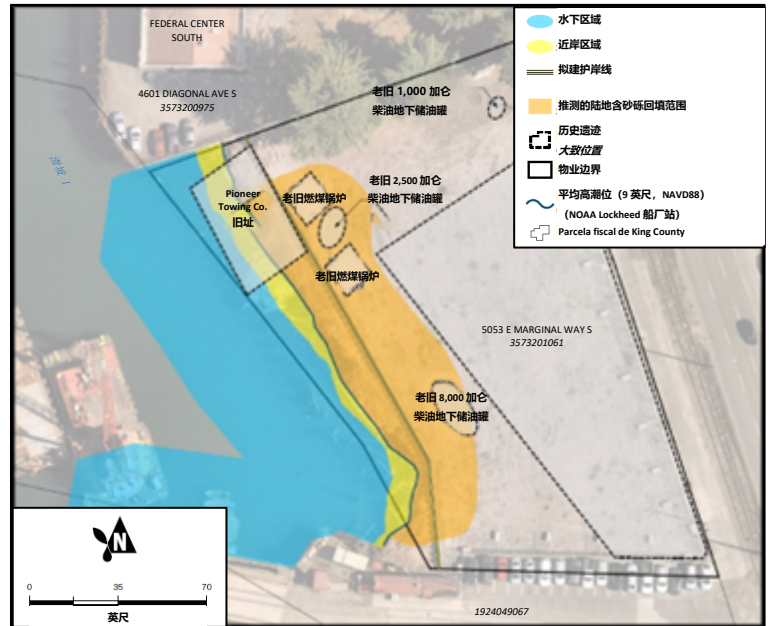 FEDERAL CENTER
SOUTH
4601 DIAGONAL AVE S
3573200975
老旧 1,000 加仑
柴油地下储油罐
老旧 2,500 加仑
柴油地下储油罐
Pioneer
Towing Co.
旧址
老旧燃煤锅炉
老旧燃煤锅炉
5053 E MARGINAL WAY S
3573201061
老旧 8,000 加仑
柴油地下储油罐
1924049067
水下区域
近岸区域
拟建护岸线
推测的陆地含砂砾回填范围
历史遗迹
大致位置
物业边界
平均高潮位（9 英尺，NAVD88）
（NOAA Lockheed 船厂站）
Parcela fiscal de King County
N
0 35 70
英尺